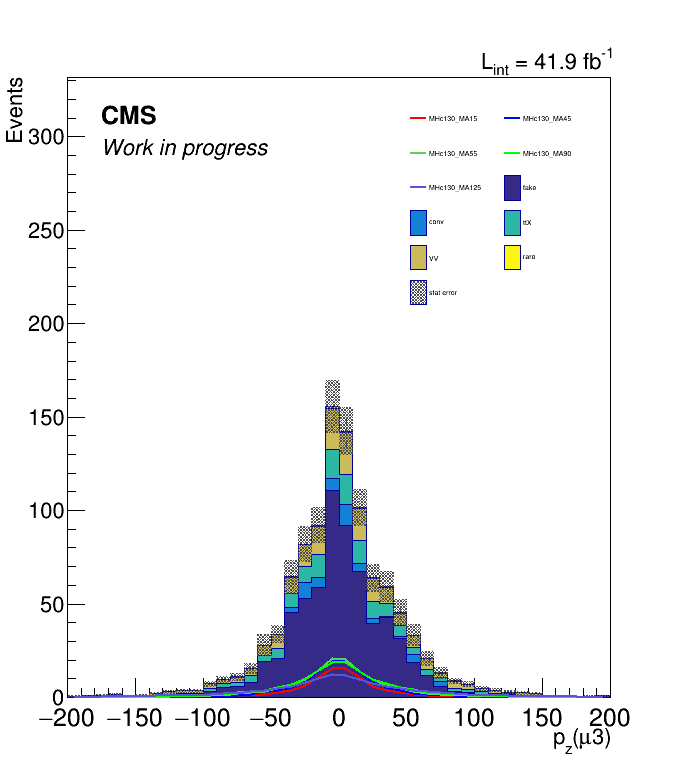 L_int = 41.9 fb^-1
Events
CMS
Work in progress
MHc130_MA15
MHc130_MA45
MHc130_MA55
MHc130_MA90
MHc130_MA125
fake
conv
ttX
VV
rare
stat error
300
250
200
150
100
50
0
−200 −150 −100 −50 0 50 100 150 200
p_z(μ3)